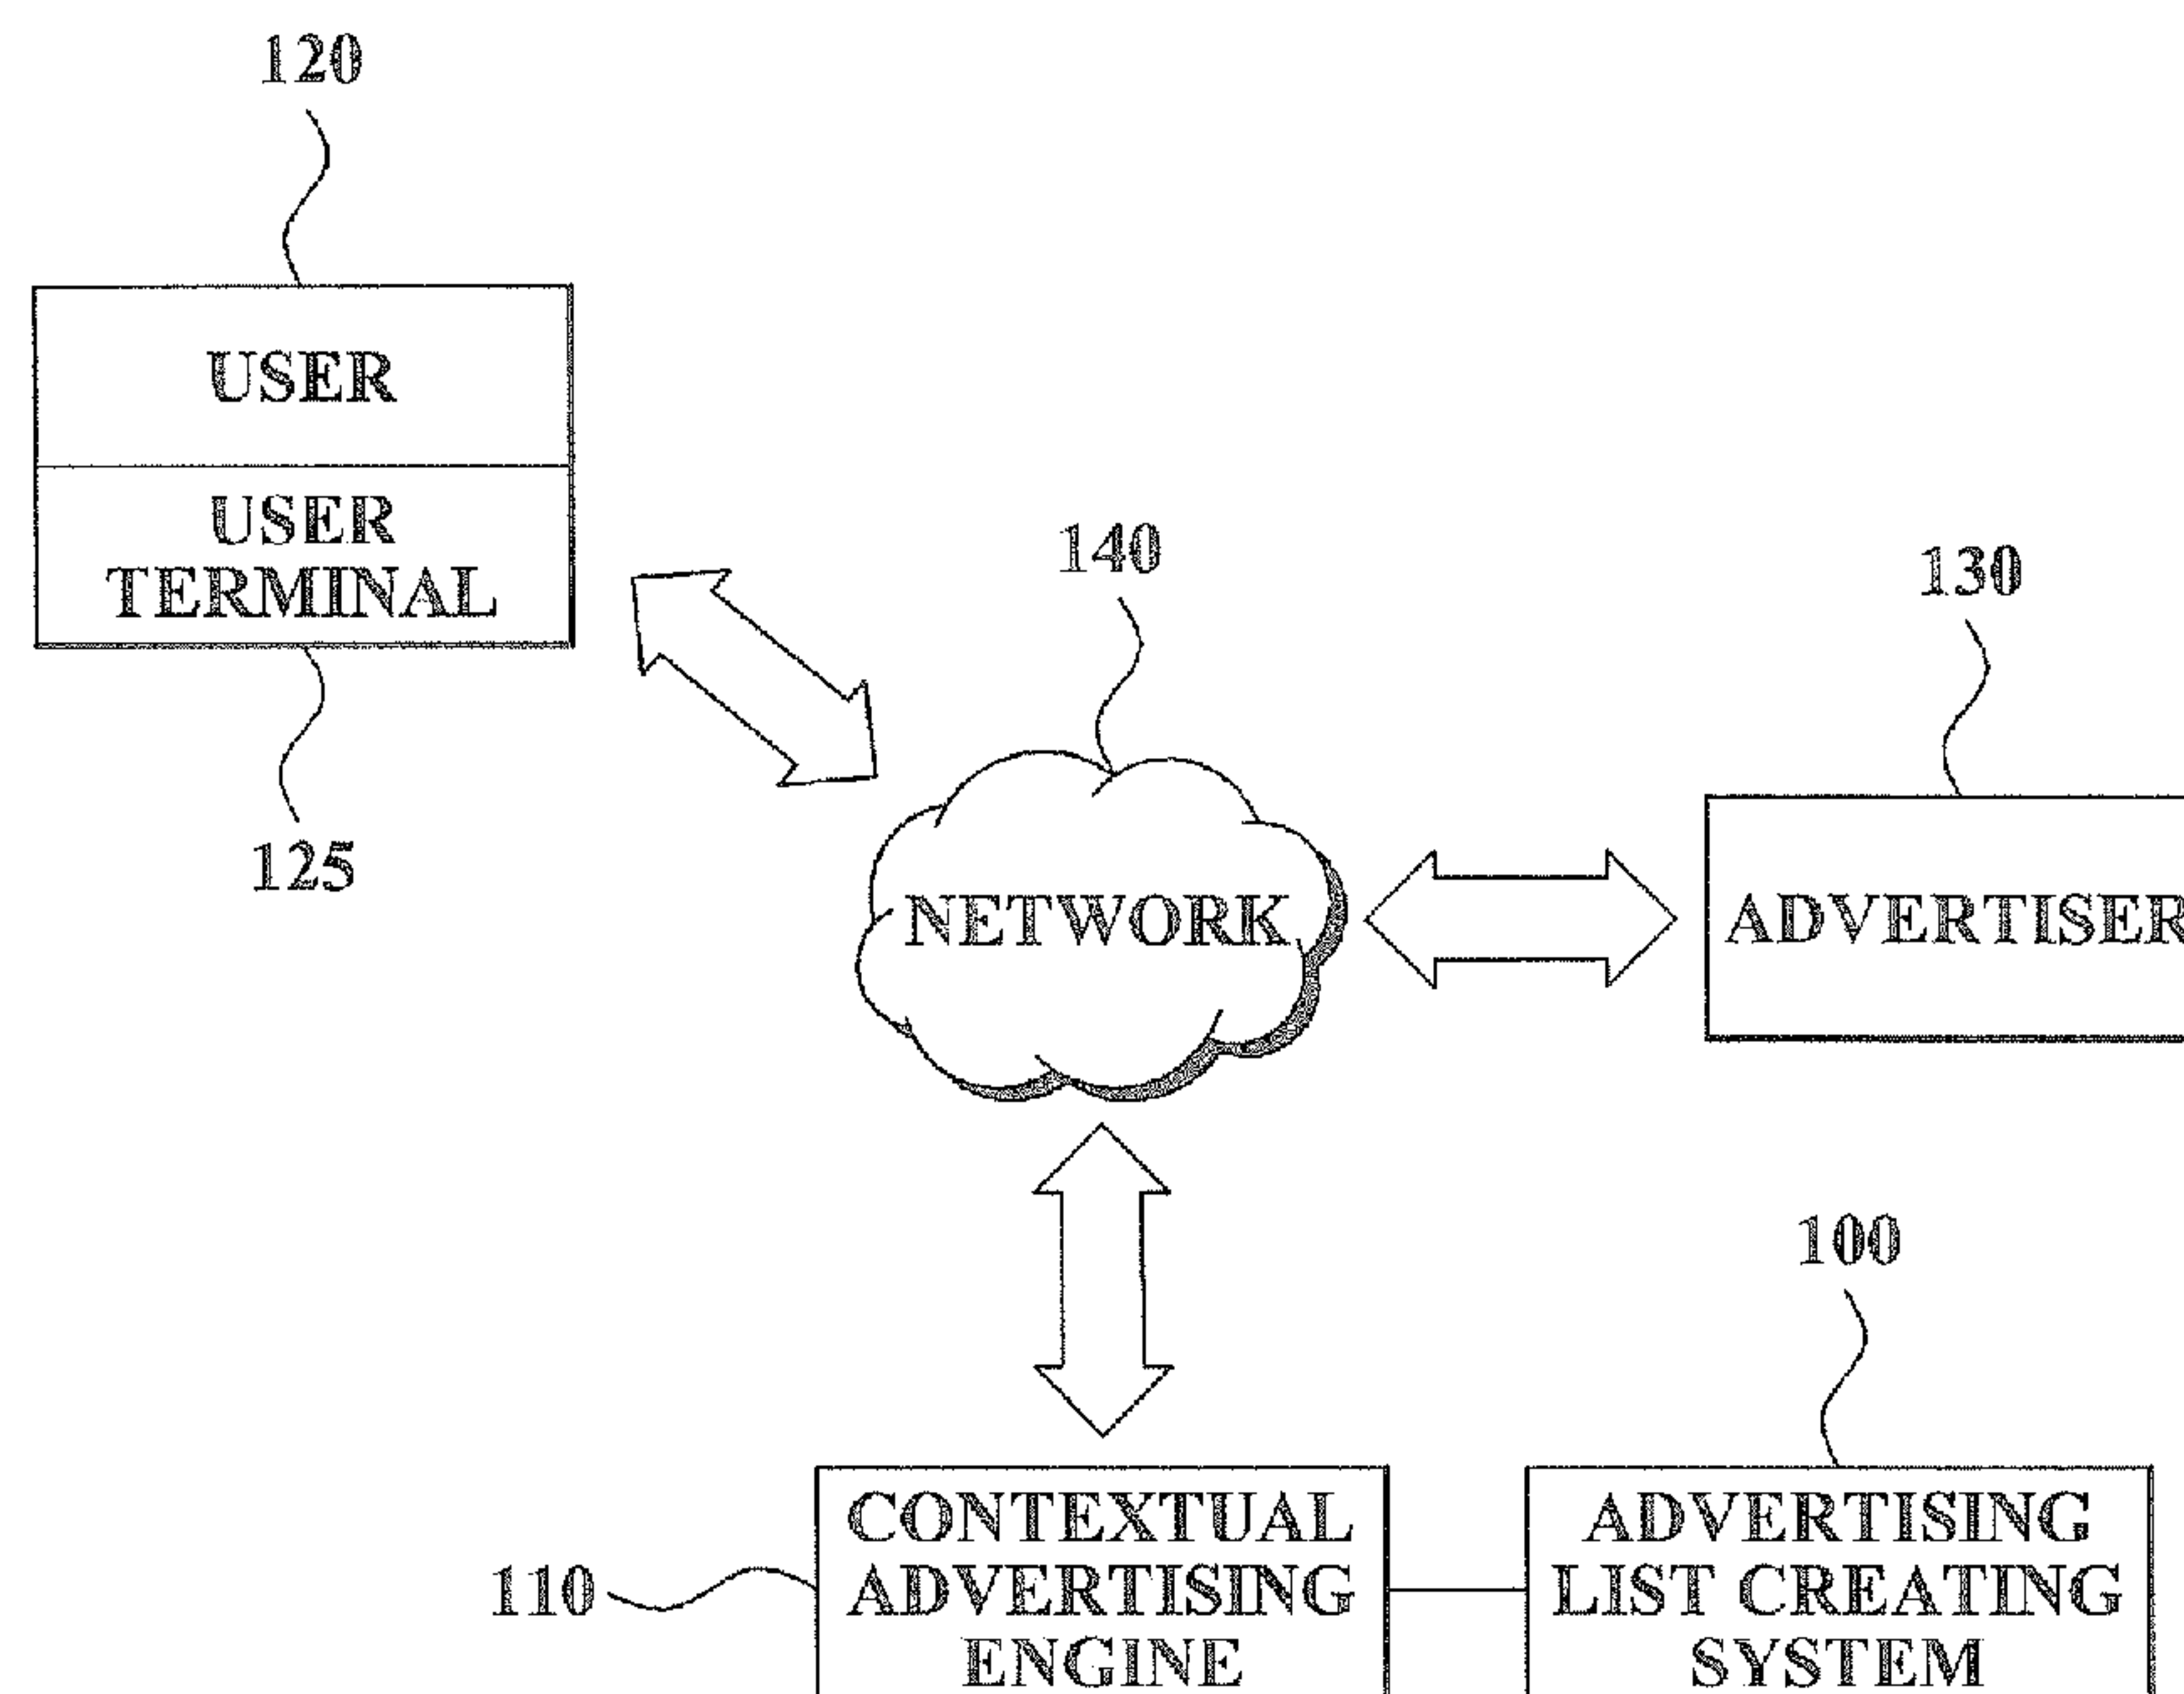 120
USER
USER
TERMINAL
125
140
NETWORK
130
ADVERTISER
100
110
CONTEXTUAL
ADVERTISING
ENGINE
ADVERTISING
LIST CREATING
SYSTEM